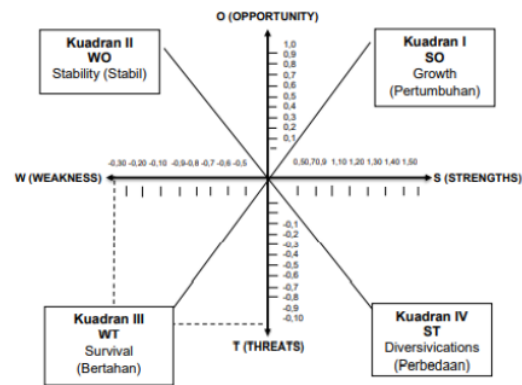 O (OPPORTUNITY)
Kuadran II
WO
Stability (Stabil)
Kuadran I
SO
Growth
(Pertumbuhan)
1,0
0,9
0,8
0,7
0,6
0,5
0,4
0,3
0,2
0,1
-0,30 -0,20 -0,10 -0,9-0,8 -0,7 -0,6 -0,5
0,50,70,9 1,10 1,20 1,30 1,40 1,50
W (WEAKNESS)
S (STRENGTHS)
-0,1
-0,2
-0,3
-0,4
-0,5
-0,6
-0,7
-0,8
-0,9
-0,10
Kuadran III
WT
Survival
(Bertahan)
Kuadran IV
ST
Diversivications
(Perbedaan)
T (THREATS)